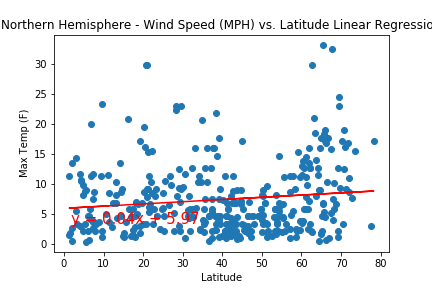 Northern Hemisphere - Wind Speed (MPH) vs. Latitude Linear Regressio
Max Temp (F)
30
25
20
15
10
5
0
y = 0.04x + 5.97
0 10 20 30 40 50 60 70 80
Latitude